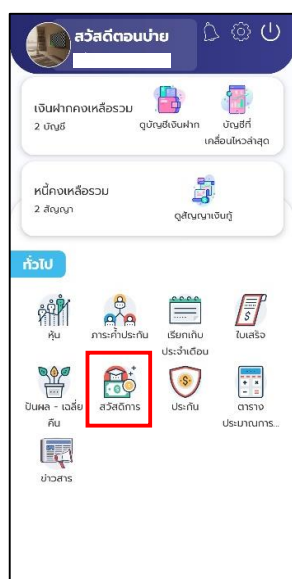 สวัสดีตอนบ่าย
เงินฝากคงเหลือรวม
2 บัญชี
ดูบัญชีเงินฝาก
บัญชีที่
เคลื่อนไหวล่าสุด
หนี้คงเหลือรวม
2 สัญญา
ดูสัญญาเงินกู้
ทั่วไป
หุ้น
ภาระค้ำประกัน
เรียกเก็บ
ประจำเดือน
ใบเสร็จ
ปันผล - เฉลี่ย
คืน
สวัสดิการ
ประกัน
ตาราง
ประมาณการ...
ข่าวสาร